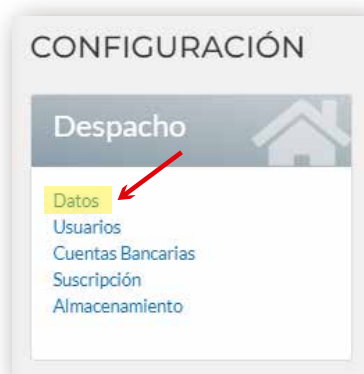 CONFIGURACIÓN
Despacho
Datos
Usuarios
Cuentas Bancarias
Suscripción
Almacenamiento